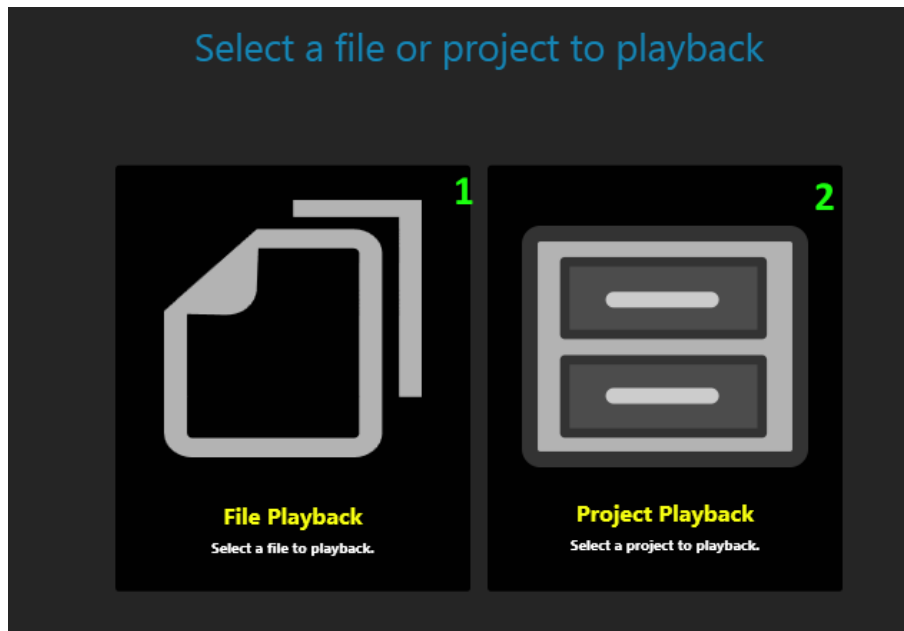 Select a file or project to playback
1
2
File Playback
Select a file to playback.
Project Playback
Select a project to playback.